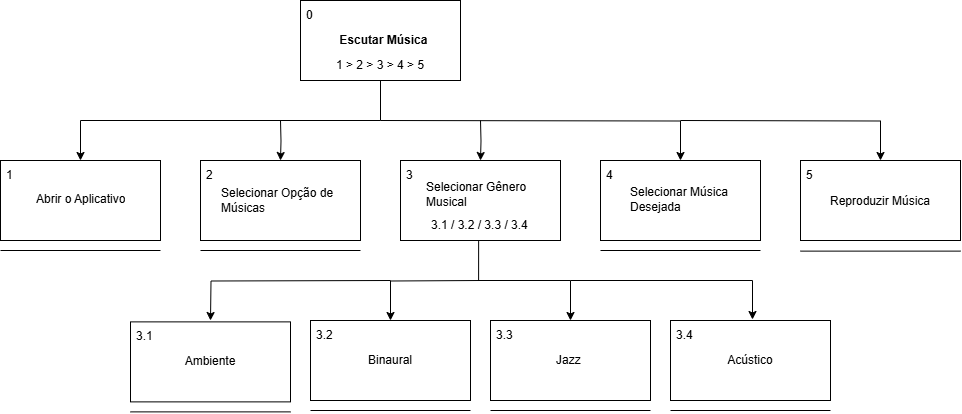 0
Escutar Música
1 > 2 > 3 > 4 > 5
1
Abrir o Aplicativo
2
Selecionar Opção de
Músicas
3
Selecionar Gênero
Musical
3.1 / 3.2 / 3.3 / 3.4
4
Selecionar Música
Desejada
5
Reproduzir Música
3.1
Ambiente
3.2
Binaural
3.3
Jazz
3.4
Acústico